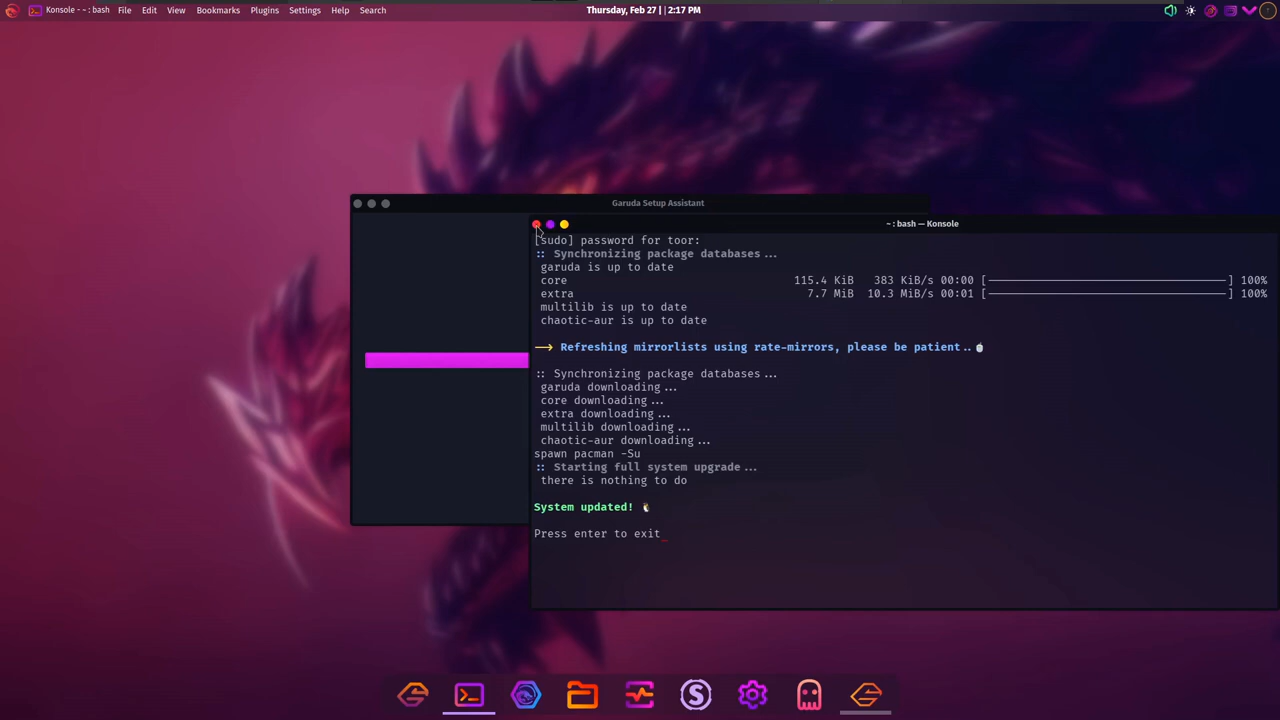 Konsole - ~ : bash File Edit View Bookmarks Plugins Settings Help Search
Thursday, Feb 27 | | 2:17 PM
Garuda Setup Assistant
~ : bash — Konsole
[sudo] password for toor:
:: Synchronizing package databases...
garuda is up to date
core 115.4 KiB 383 KiB/s 00:00 [——————————] 100%
extra 7.7 MiB 10.3 MiB/s 00:01 [——————————] 100%
multilib is up to date
chaotic-aur is up to date
⟶ Refreshing mirrorlists using rate-mirrors, please be patient..
:: Synchronizing package databases...
garuda downloading...
core downloading...
extra downloading...
multilib downloading...
chaotic-aur downloading...
spawn pacman -Su
:: Starting full system upgrade...
there is nothing to do
System updated!
Press enter to exit